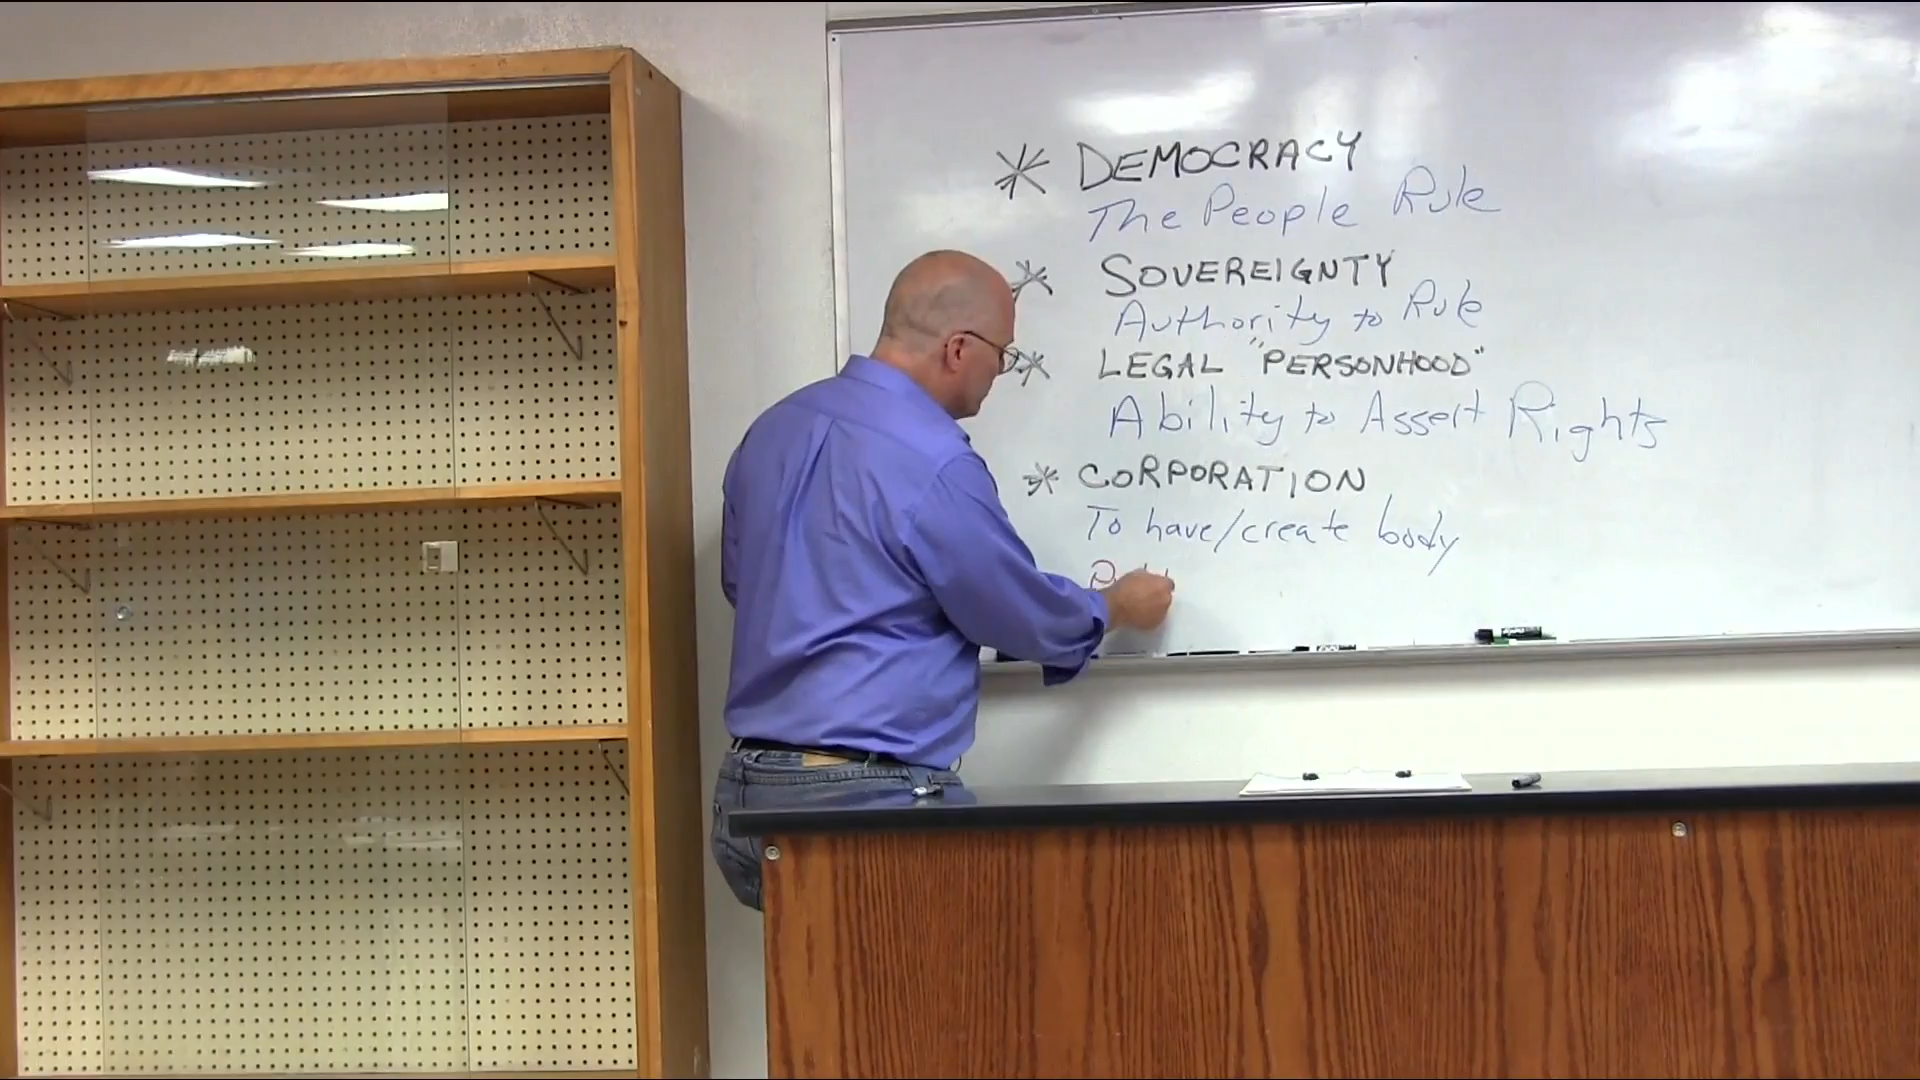 * DEMOCRACY
The People Rule
* SOVEREIGNTY
Authority to Rule
* LEGAL "PERSONHOOD"
Ability to Assert Rights
* CORPORATION
To have/create body